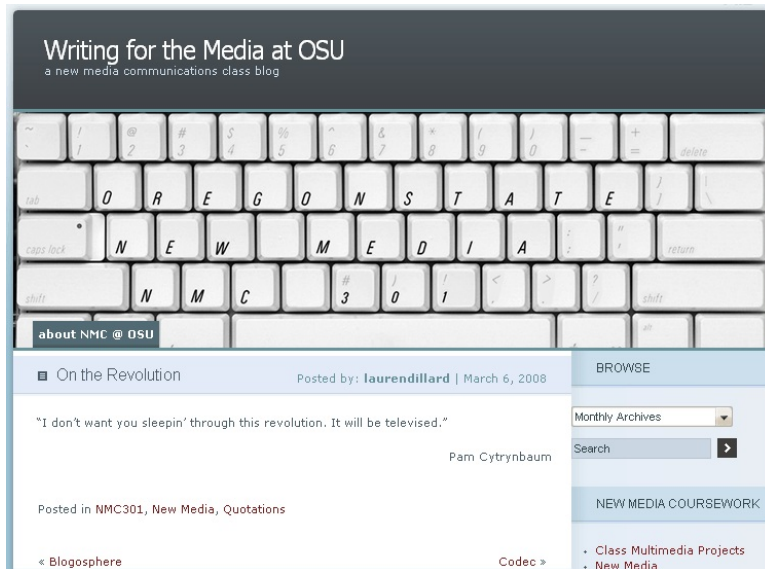 Writing for the Media at OSU
a new media communications class blog
~ ! @ # $ % ^ & * ( ) _ +
` 1 2 3 4 5 6 7 8 9 0 - = delete
tab O R E G O N S T A T E } ] | \
caps lock N E W M E D I A : ; " ' return
shift N M C # 3 ) 0 ! 1 < , > . ? / shift
alt
about NMC @ OSU
On the Revolution
Posted by: laurendillard | March 6, 2008
“I don’t want you sleepin’ through this revolution. It will be televised.”
Pam Cytrynbaum
Posted in NMC301, New Media, Quotations
« Blogosphere
Codec »
BROWSE
Monthly Archives
Search
NEW MEDIA COURSEWORK
Class Multimedia Projects
New Media